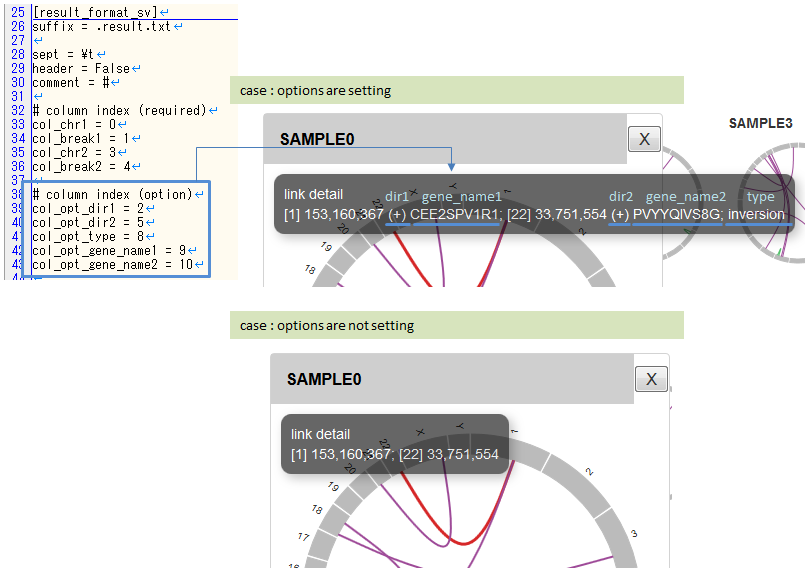 25 [result_format_sv]
26 suffix = .result.txt
27
28 sept = ¥t
29 header = False
30 comment = #
31
32 # column index (required)
33 col_chr1 = 0
34 col_break1 = 1
35 col_chr2 = 3
36 col_break2 = 4
37
38 # column index (option)
39 col_opt_dir1 = 2
40 col_opt_dir2 = 5
41 col_opt_type = 8
42 col_opt_gene_name1 = 9
43 col_opt_gene_name2 = 10
case : options are setting
SAMPLE0
X
SAMPLE3
link detail dir1 gene_name1 dir2 gene_name2 type
[1] 153,160,367 (+) CEE2SPV1R1; [22] 33,751,554 (+) PVYYQIVS8G; inversion
Y
1
22
20
19
18
2
case : options are not setting
SAMPLE0
X
link detail
[1] 153,160,367; [22] 33,751,554
X
Y
1
22
20
19
18
17
2
3